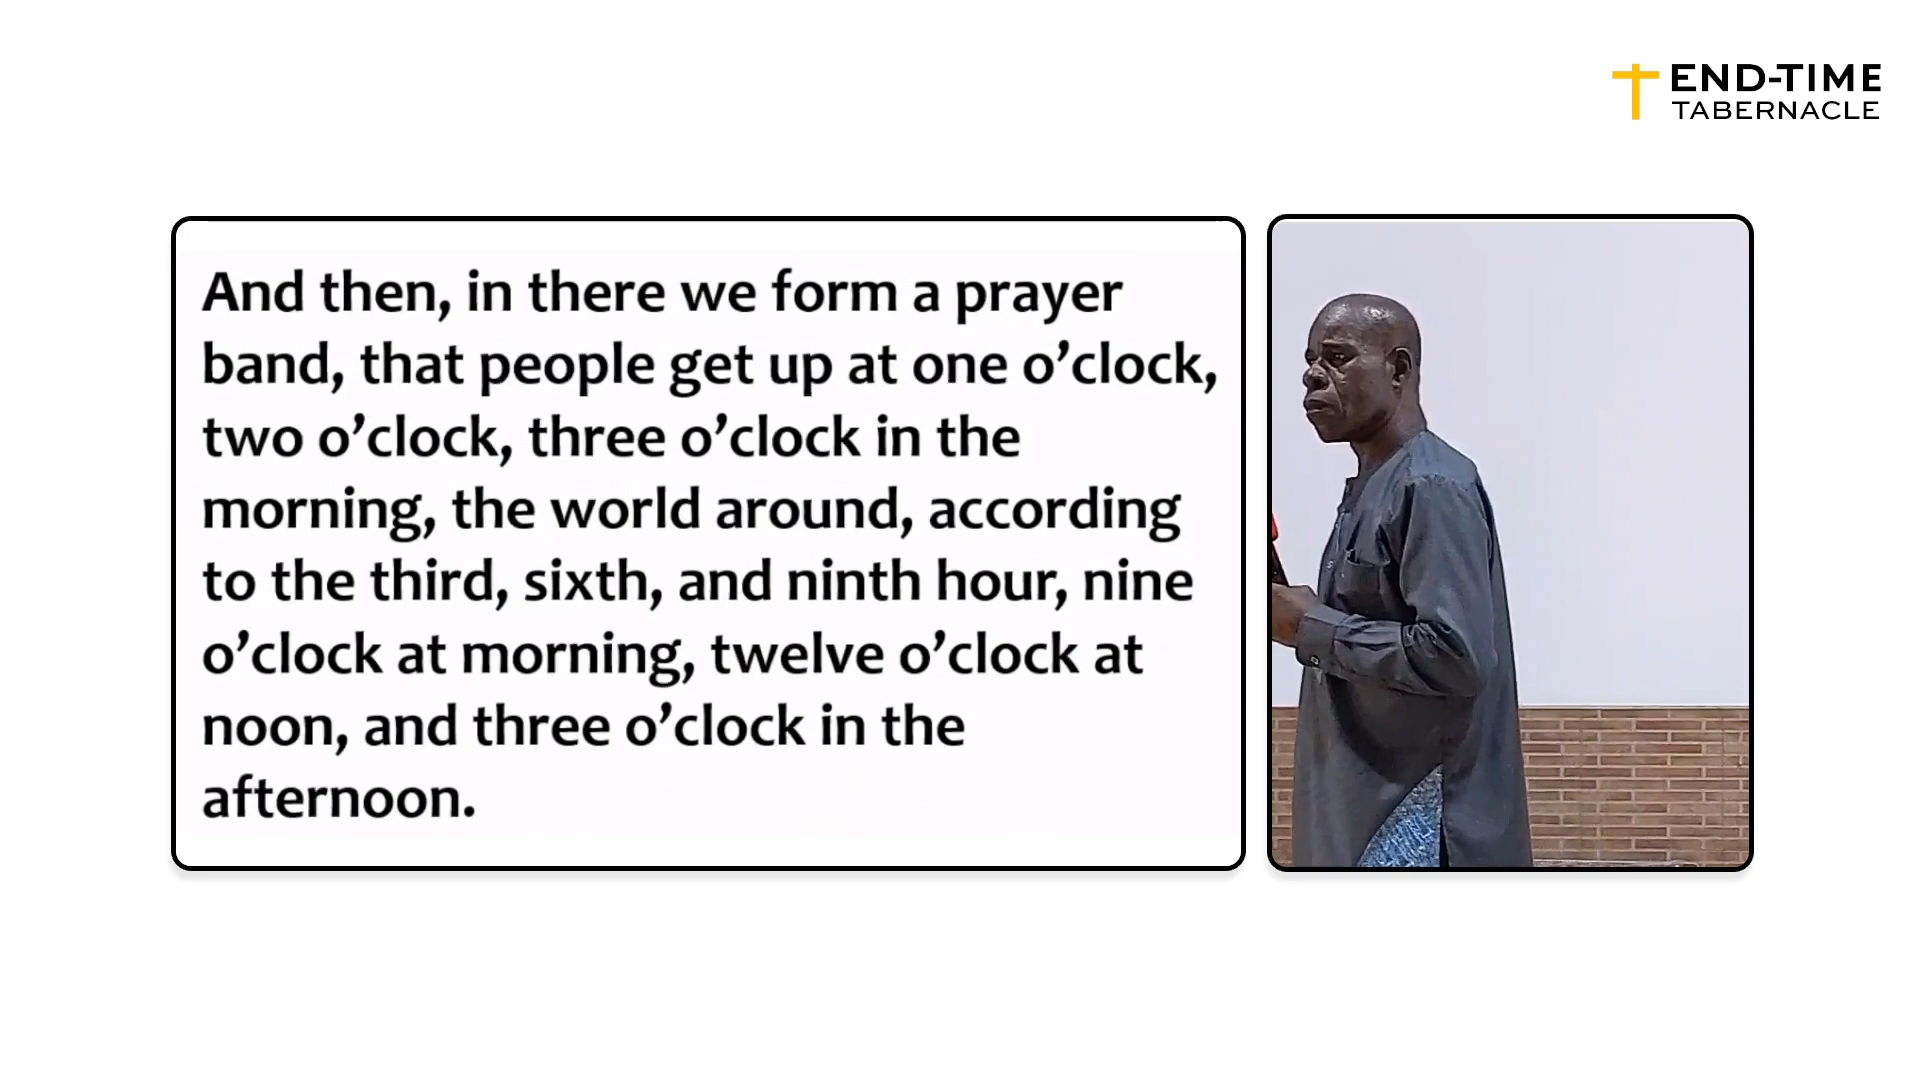 END-TIME
TABERNACLE
And then, in there we form a prayer
band, that people get up at one o’clock,
two o’clock, three o’clock in the
morning, the world around, according
to the third, sixth, and ninth hour, nine
o’clock at morning, twelve o’clock at
noon, and three o’clock in the
afternoon.